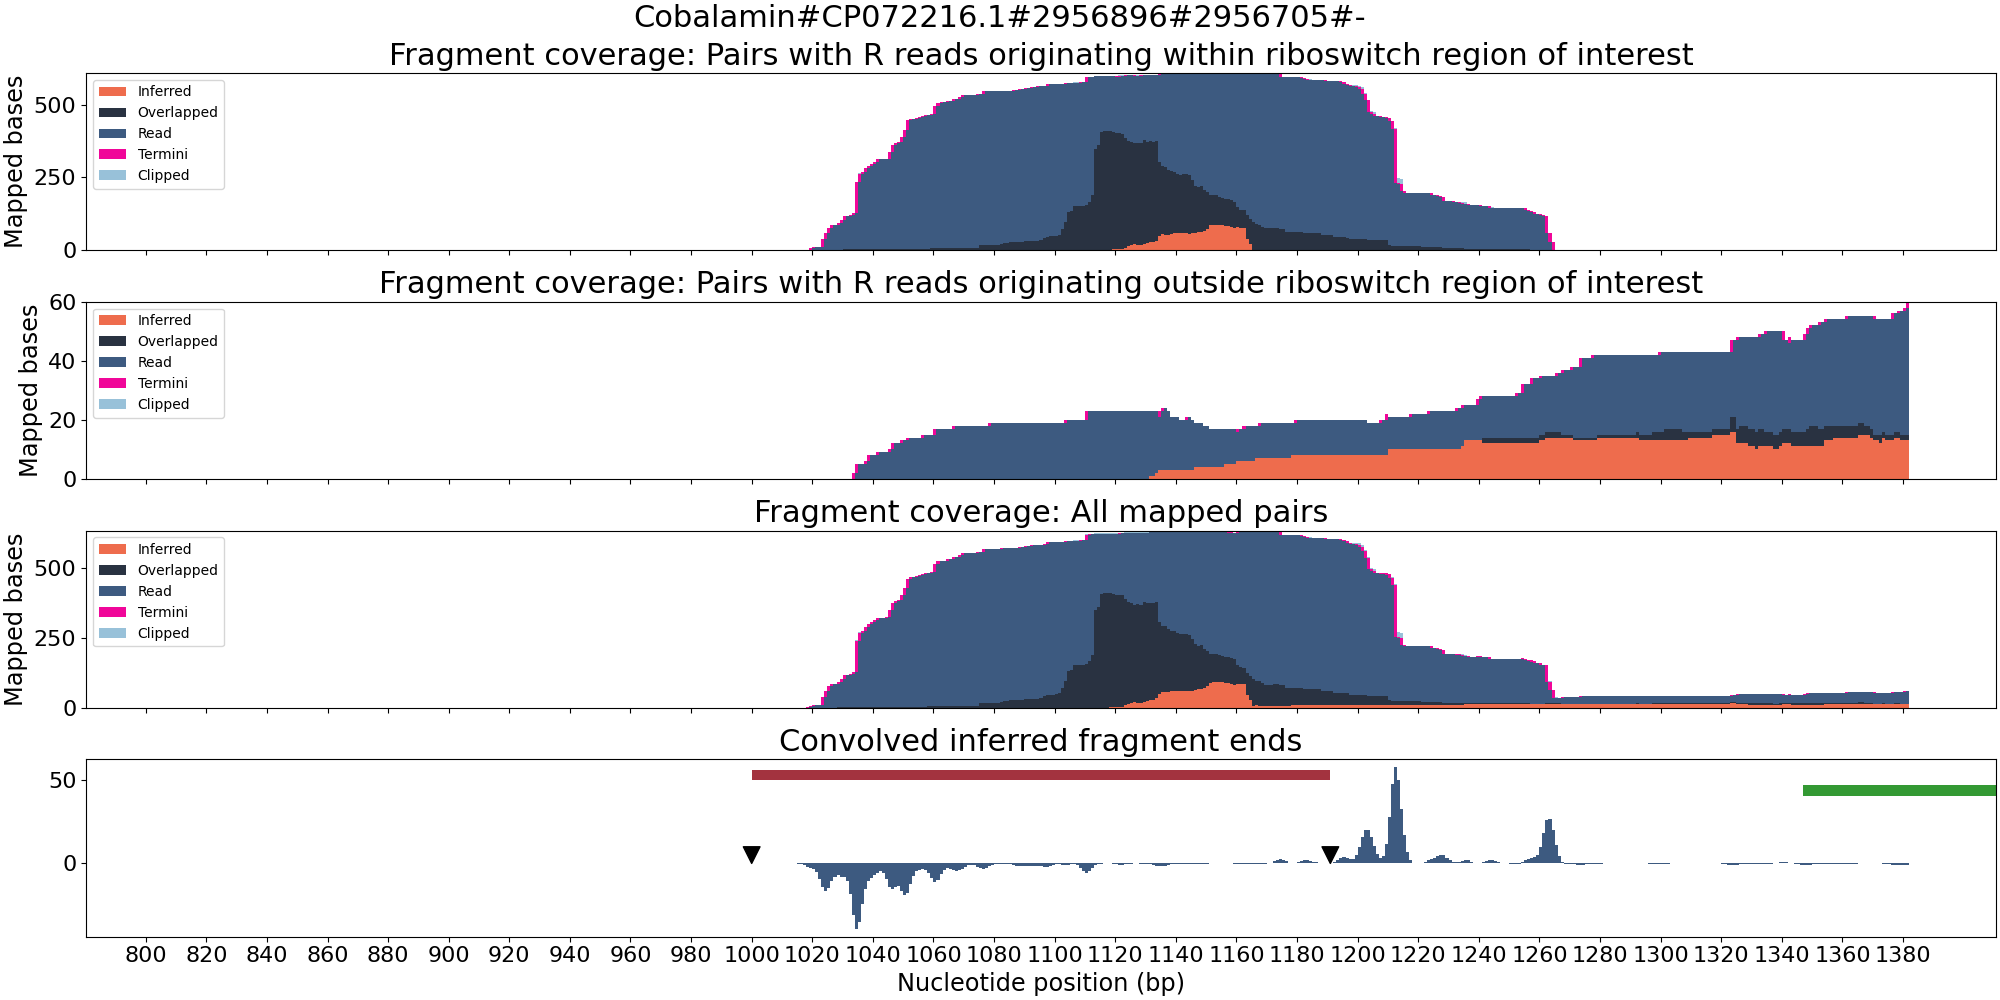 Cobalamin#CP072216.1#2956896#2956705#-
Fragment coverage: Pairs with R reads originating within riboswitch region of interest
Mapped bases
500
250
0
Inferred
Overlapped
Read
Termini
Clipped
Fragment coverage: Pairs with R reads originating outside riboswitch region of interest
Mapped bases
60
40
20
0
Inferred
Overlapped
Read
Termini
Clipped
Fragment coverage: All mapped pairs
Mapped bases
500
250
0
Inferred
Overlapped
Read
Termini
Clipped
Convolved inferred fragment ends
50
0
800 820 840 860 880 900 920 940 960 980 1000 1020 1040 1060 1080 1100 1120 1140 1160 1180 1200 1220 1240 1260 1280 1300 1320 1340 1360 1380
Nucleotide position (bp)